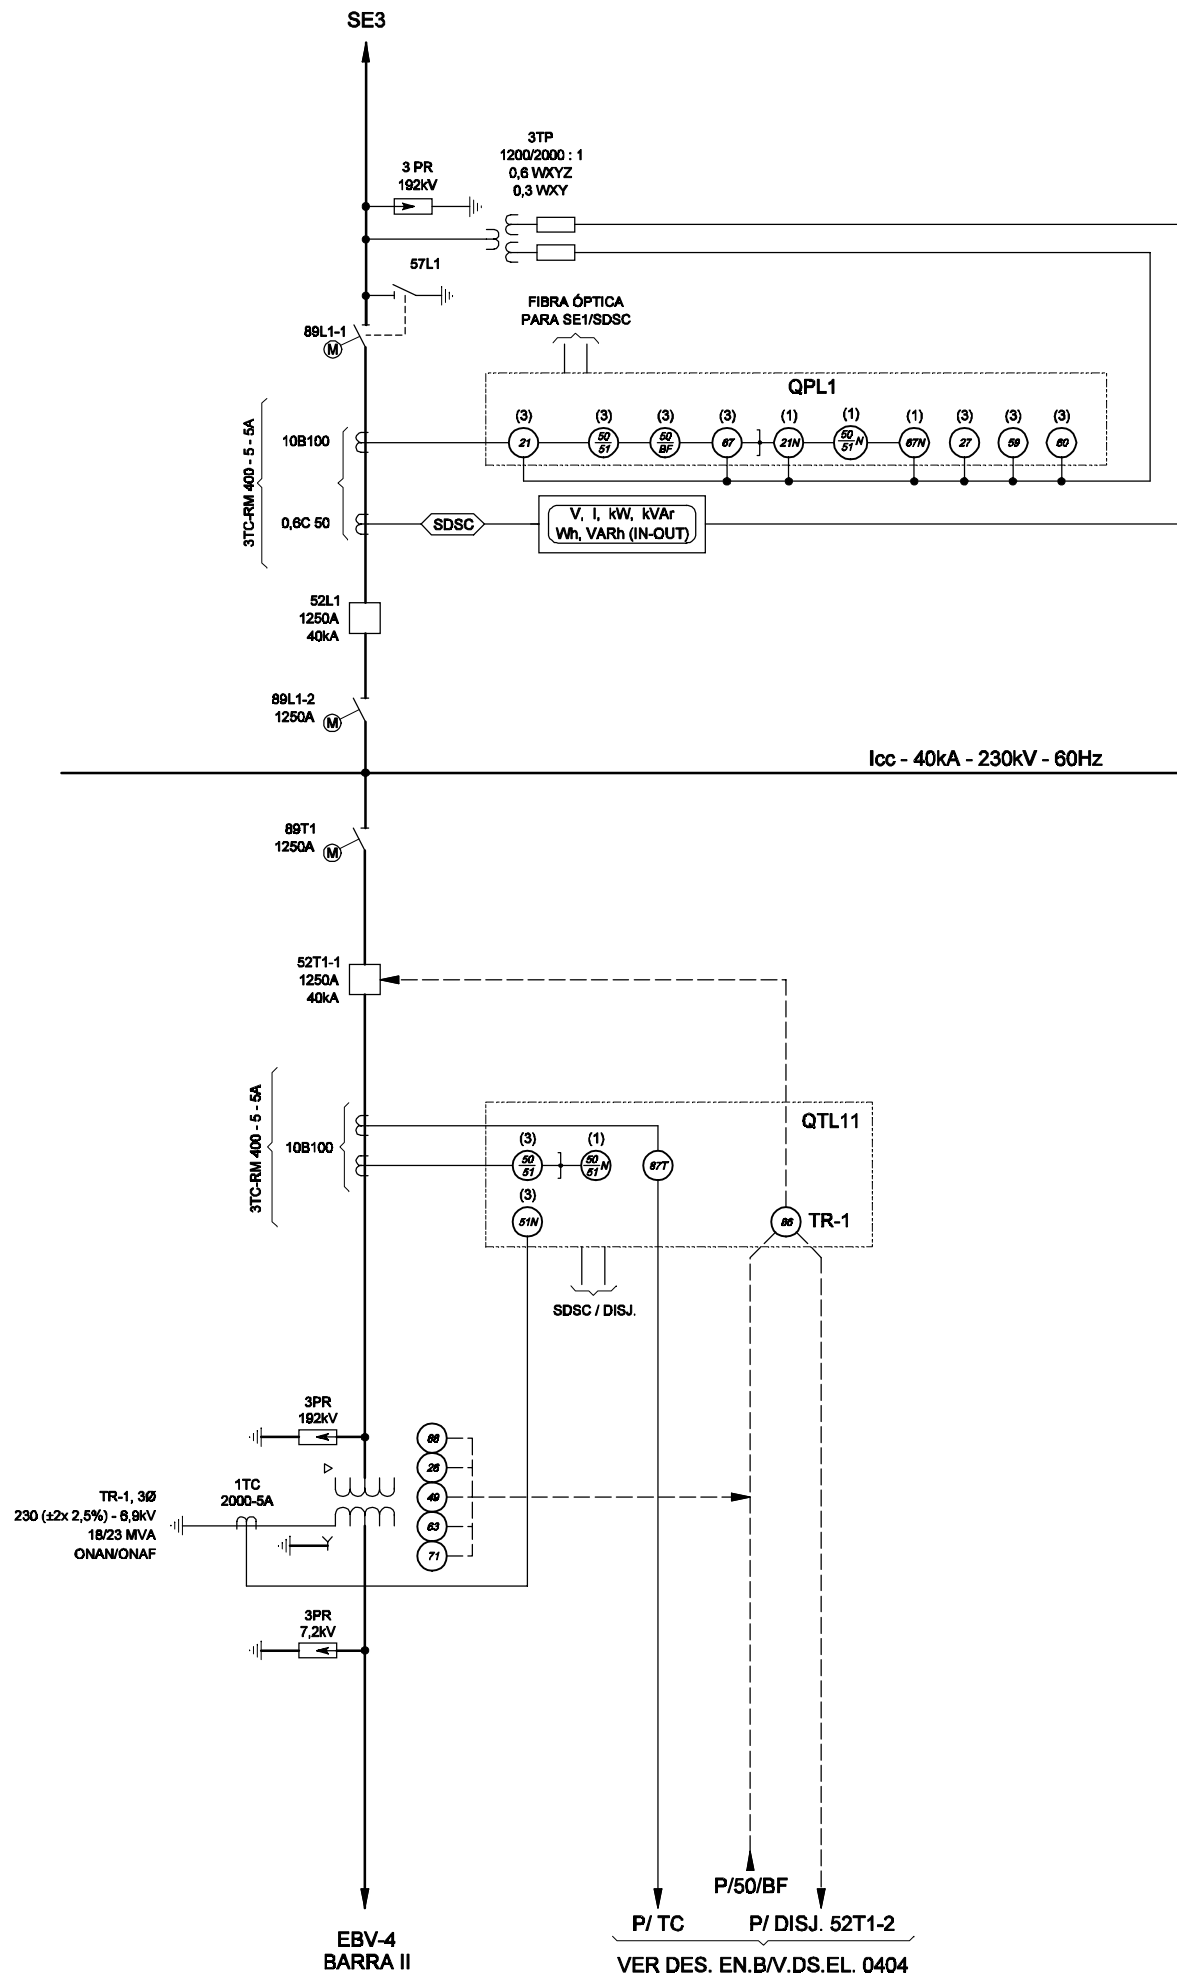 SE3
3TP
1200/2000 : 1
0,6 WXYZ
0,3 WXY
3 PR
192kV
57L1
FIBRA ÓPTICA
PARA SE1/SDSC
89L1-1
M
QPL1
(3) (3) (3) (3) (1) (1) (1) (3) (3) (3)
21 50/51 50/BF 67 21N 50/51 N 67N 27 59 60
3TC-RM 400 - 5 - 5A
10B100
0,6C 50
SDSC
V, I, kW, kVAr
Wh, VARh (IN-OUT)
52L1
1250A
40kA
89L1-2
1250A
M
Icc - 40kA - 230kV - 60Hz
89T1
1250A
M
52T1-1
1250A
40kA
3TC-RM 400 - 5 - 5A
10B100
QTL11
(3) (1)
50/51 50/51 N 87T
(3)
51N
86
TR-1
SDSC / DISJ.
3PR
192kV
26
49
63
71
1TC
2000-5A
TR-1, 3Ø
230 (±2x 2,5%) - 6,9kV
18/23 MVA
ONAN/ONAF
Y
3PR
7,2kV
P/50/BF
EBV-4
BARRA II
P/ TC
P/ DISJ. 52T1-2
VER DES. EN.B/V.DS.EL. 0404